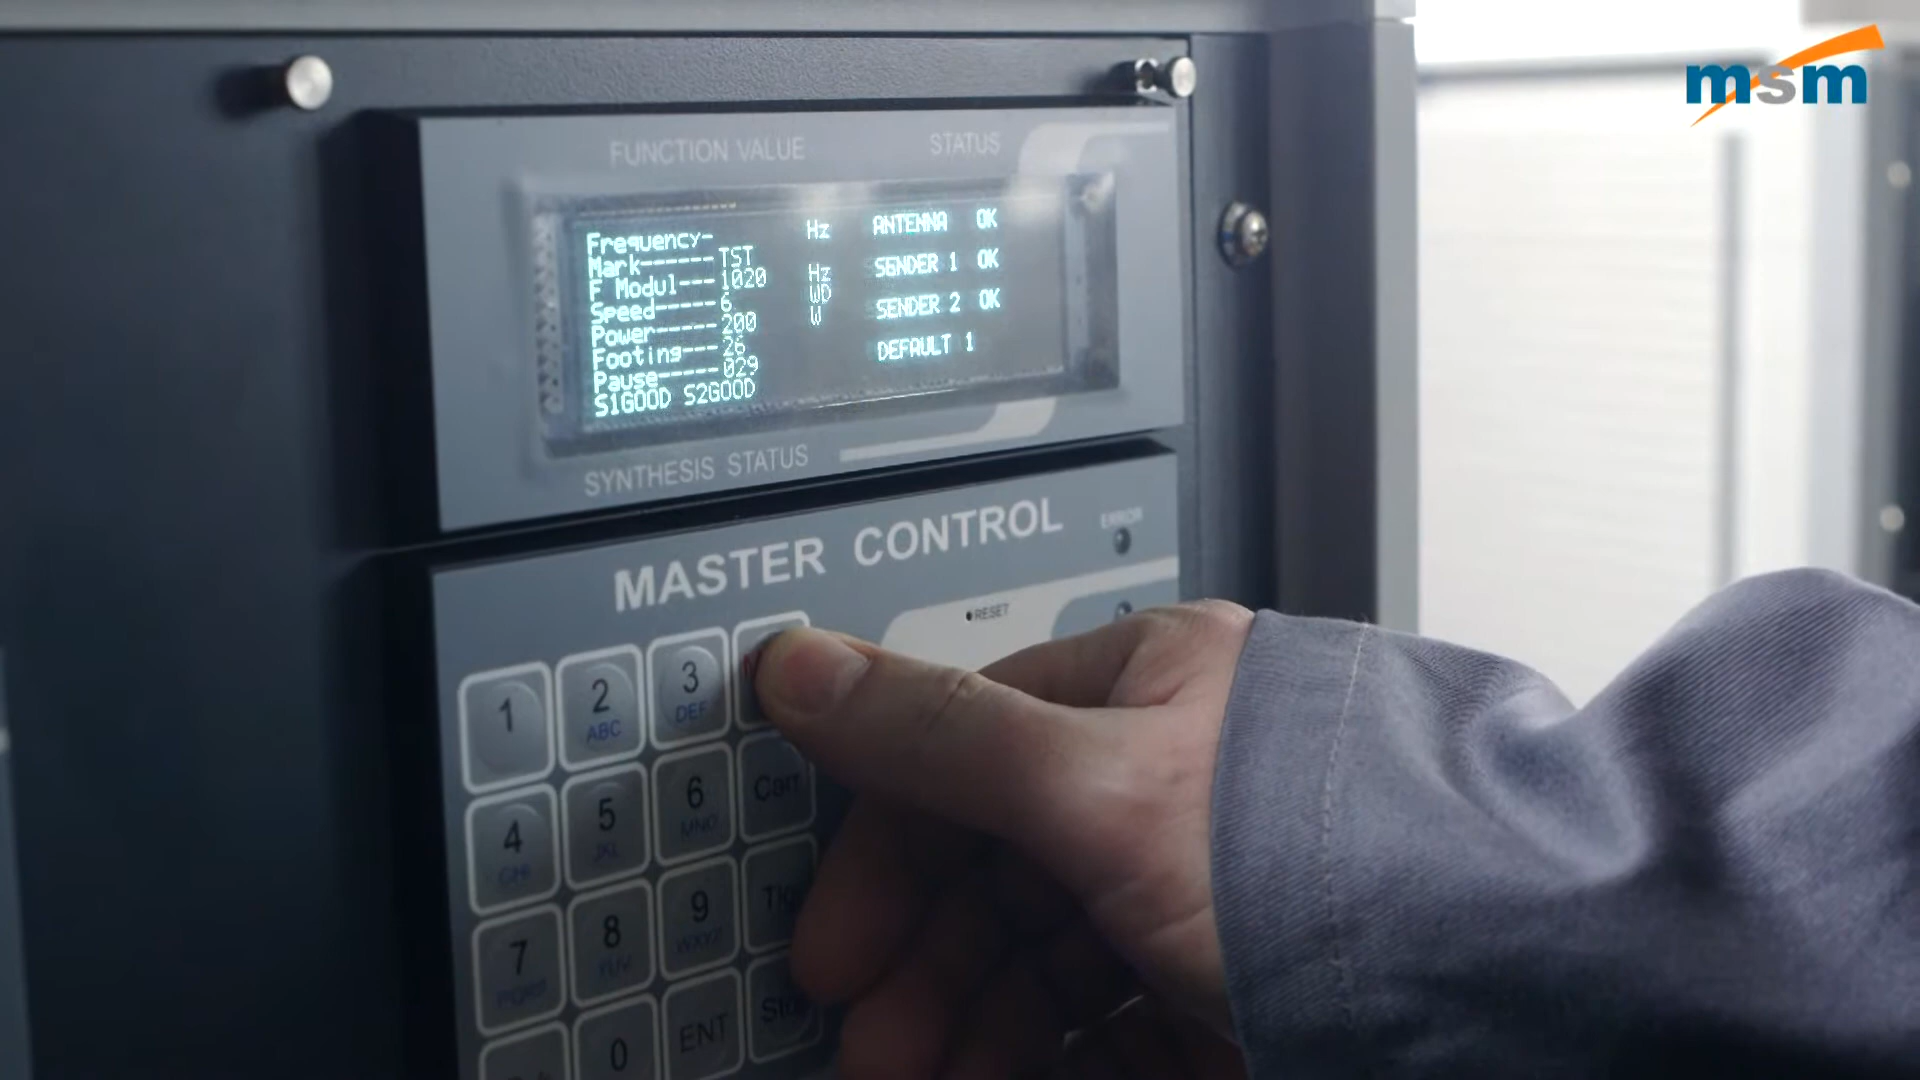 msm
FUNCTION VALUE STATUS
Frequency- Hz ANTENNA OK
Mark------ TST
F Modul--- 1020 Hz SENDER 1 OK
Speed----- 6 WD
Power----- 200 W SENDER 2 OK
Footing--- 26
Pause----- 029 DEFAULT 1
S1GOOD S2GOOD
SYNTHESIS STATUS
MASTER CONTROL
ERROR
RESET
1 2 3
ABC DEF
4 5 6 Corr
GHI JKL MNO
7 8 9
PQRS TUV WXYZ
0 ENT